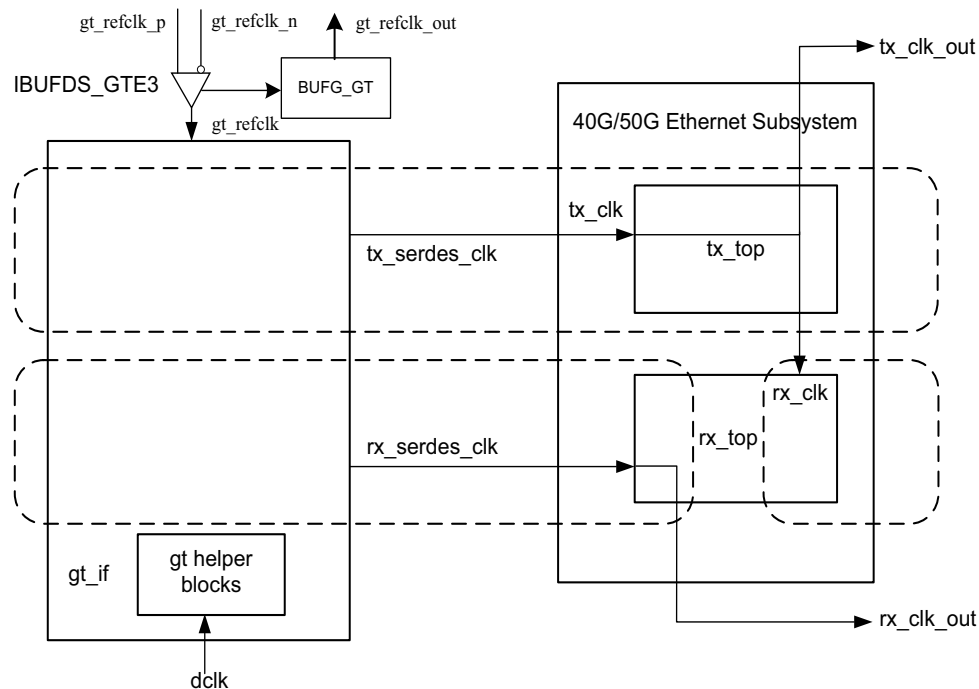 gt_refclk_p
gt_refclk_n
gt_refclk_out
tx_clk_out
IBUFDS_GTE3
BUFG_GT
gt_refclk
40G/50G Ethernet Subsystem
tx_clk
tx_serdes_clk
tx_top
rx_clk
rx_serdes_clk
rx_top
gt_if
gt helper
blocks
rx_clk_out
dclk